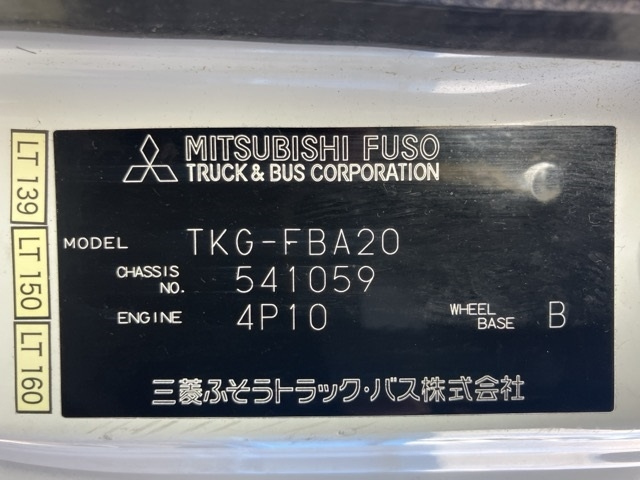 MITSUBISHI FUSO
TRUCK & BUS CORPORATION
MODEL TKG-FBA20
CHASSIS NO. 541059
ENGINE 4P10 WHEEL BASE B
三菱ふそうトラック・バス株式会社
LT 139
LT 150
LT 160